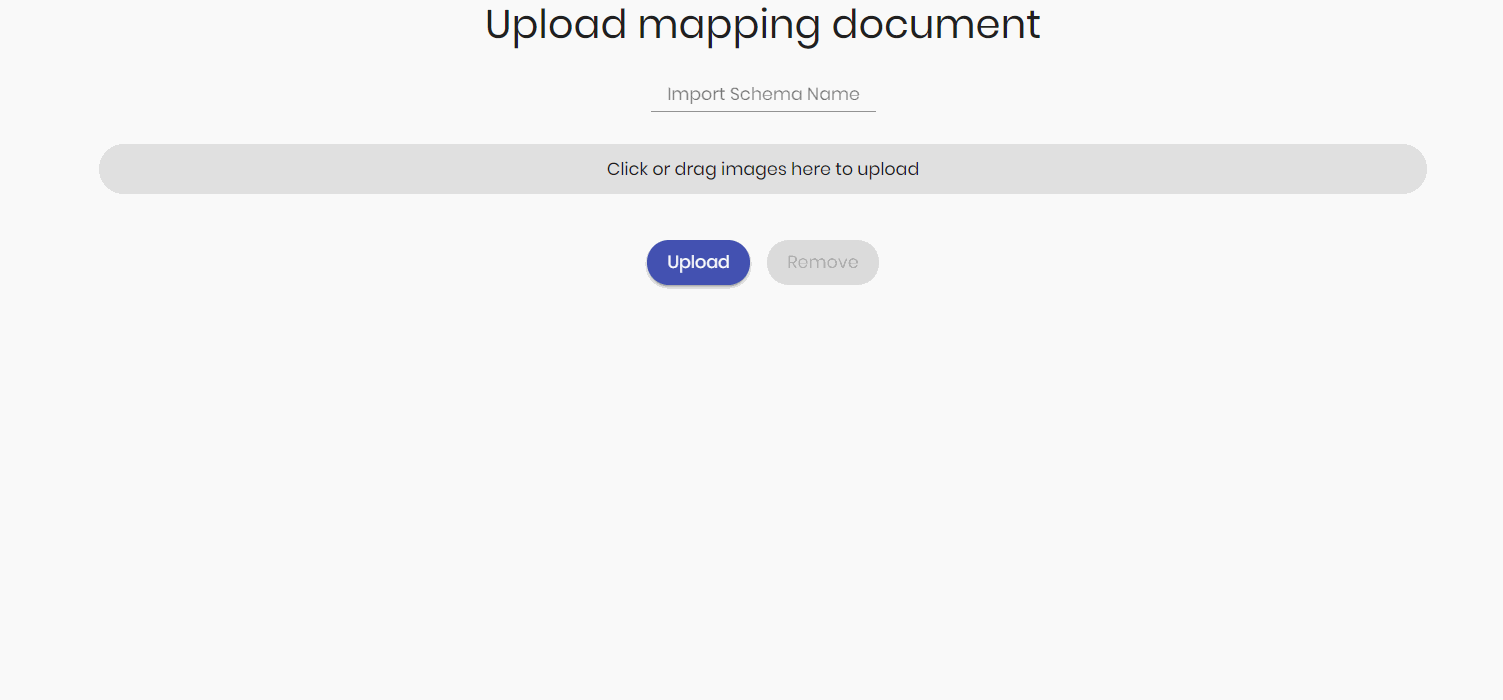 Upload mapping document
Import Schema Name
Click or drag images here to upload
Upload Remove